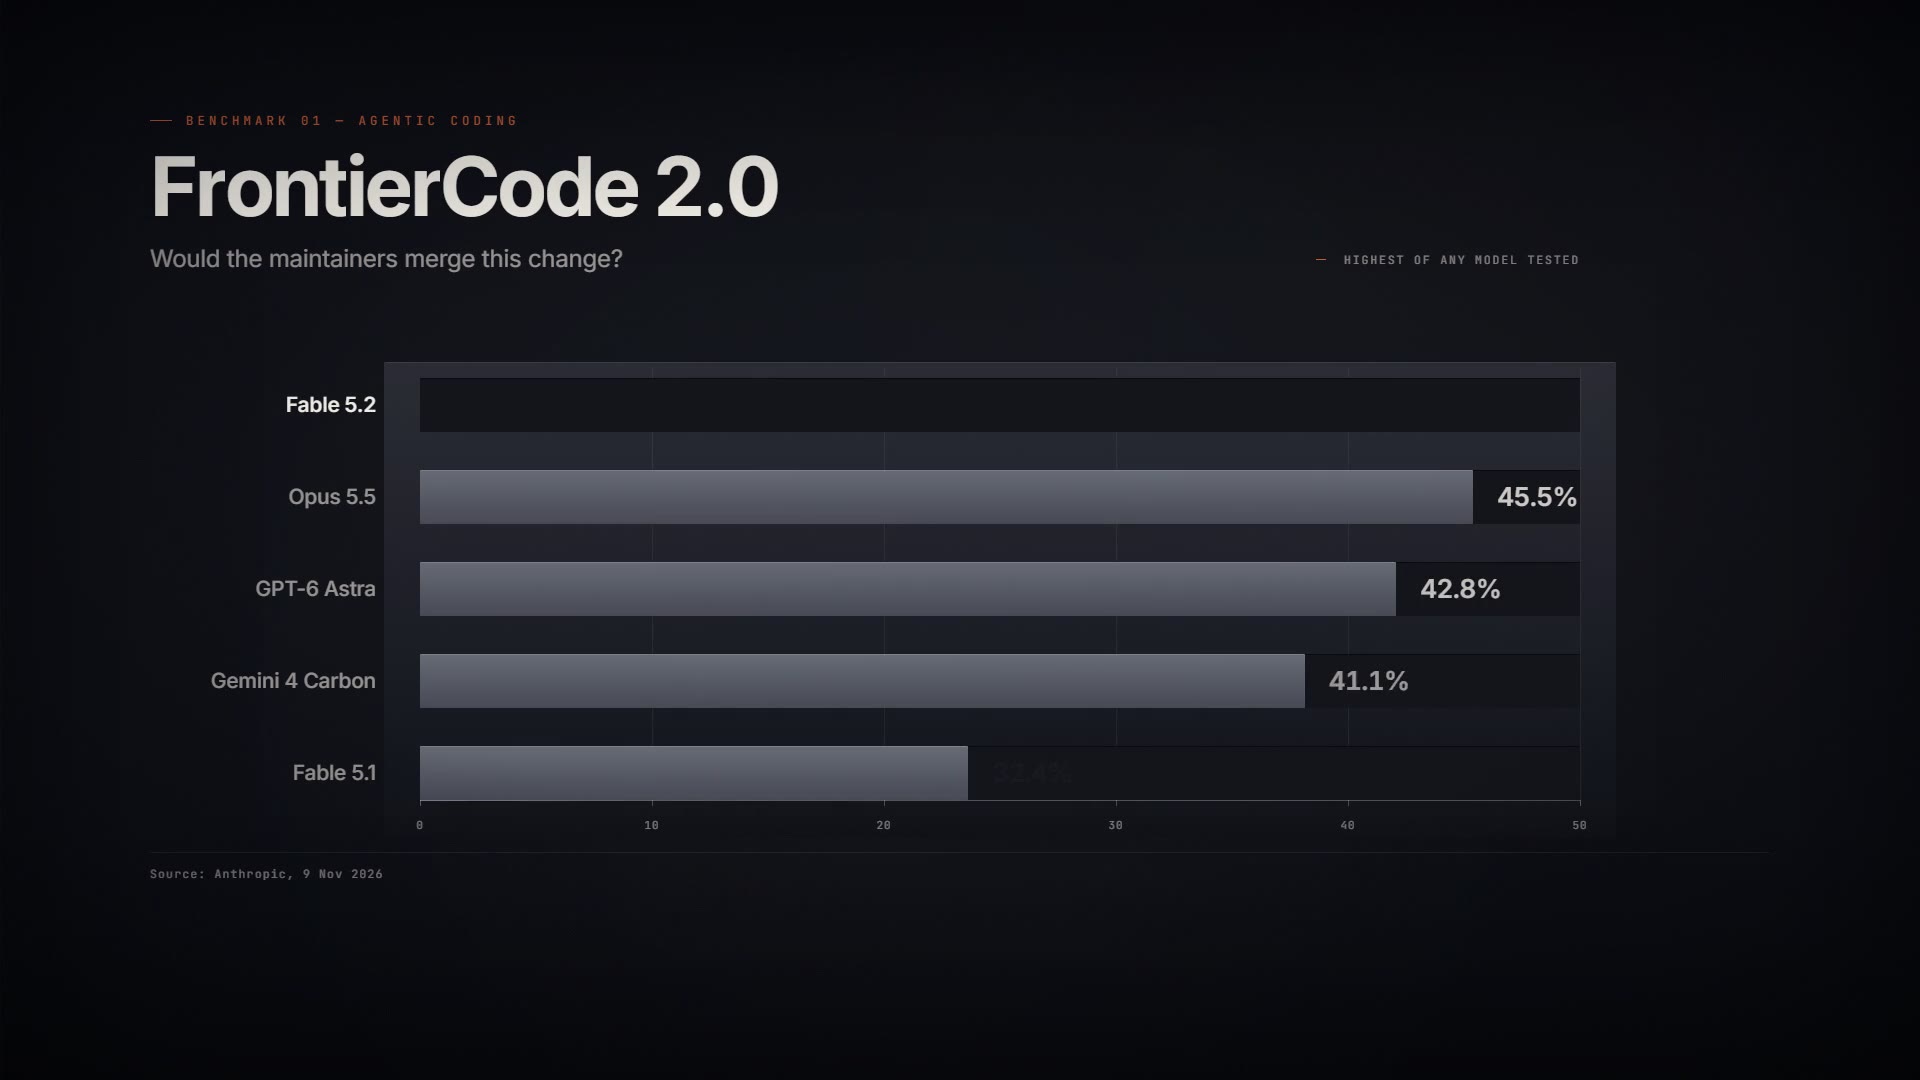 BENCHMARK 01 — AGENTIC CODING
FrontierCode 2.0
Would the maintainers merge this change?
— HIGHEST OF ANY MODEL TESTED
Fable 5.2
Opus 5.5 45.5%
GPT-6 Astra 42.8%
Gemini 4 Carbon 41.1%
Fable 5.1 32.4%
0 10 20 30 40 50
Source: Anthropic, 9 Nov 2026